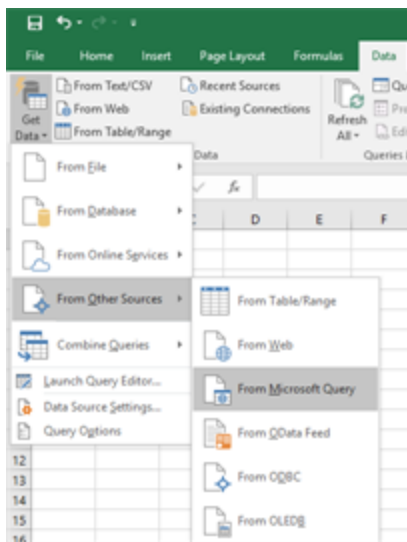 File Home Insert Page Layout Formulas Data
From Text/CSV Recent Sources
From Web Existing Connections
Get Data From Table/Range
Refresh All
Data Queries
fx
D E F
From File
From Database
From Online Services
From Other Sources
Combine Queries
Launch Query Editor...
Data Source Settings...
Query Options
From Table/Range
From Web
From Microsoft Query
From OData Feed
From ODBC
From OLEDB
12
13
14
15
16